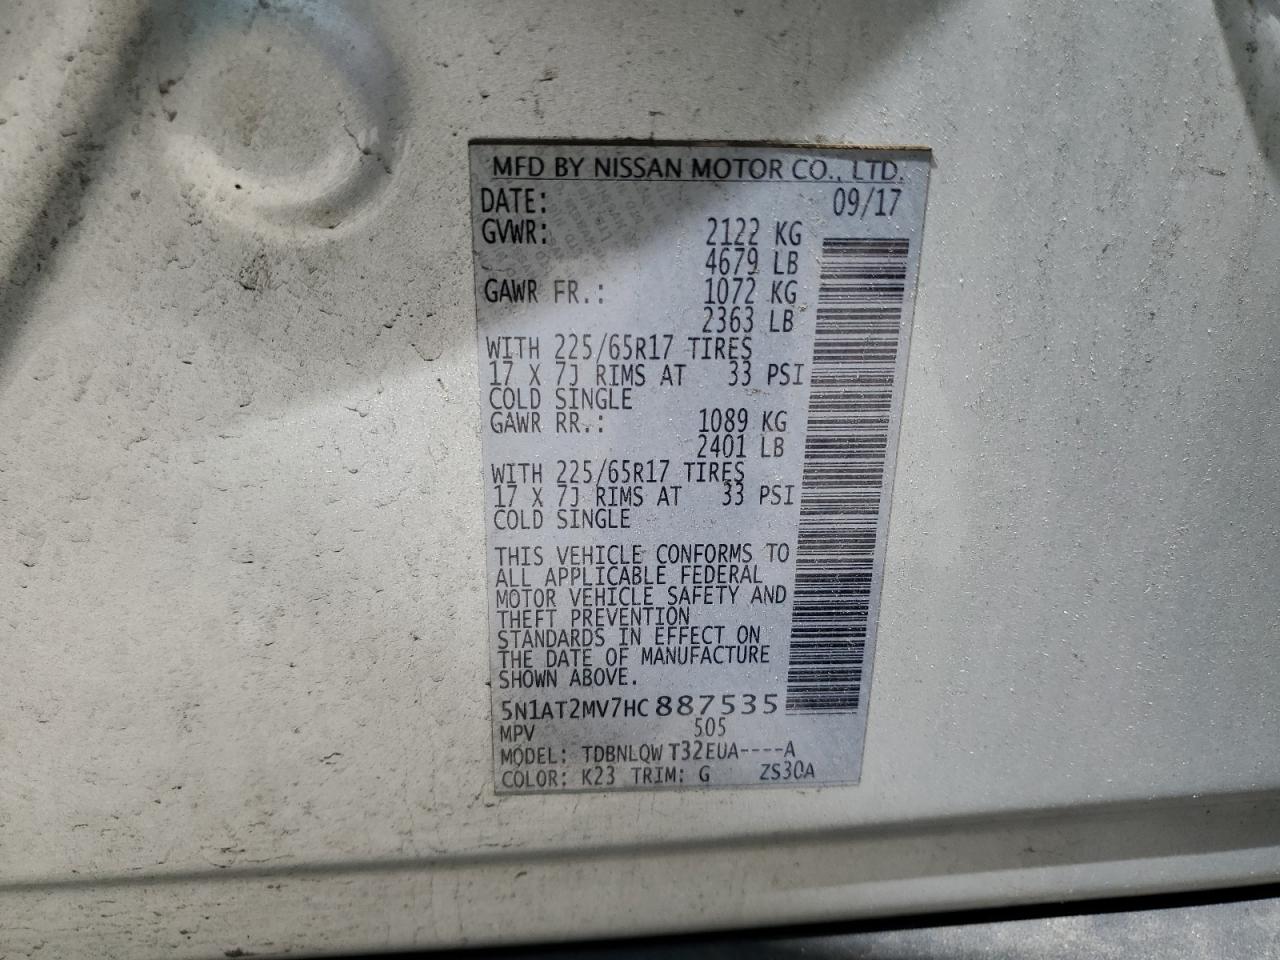 MFD BY NISSAN MOTOR CO., LTD.
DATE: 09/17
GVWR: 2122 KG
4679 LB
GAWR FR.: 1072 KG
2363 LB
WITH 225/65R17 TIRES
17 X 7J RIMS AT 33 PSI
COLD SINGLE
GAWR RR.: 1089 KG
2401 LB
WITH 225/65R17 TIRES
17 X 7J RIMS AT 33 PSI
COLD SINGLE
THIS VEHICLE CONFORMS TO
ALL APPLICABLE FEDERAL
MOTOR VEHICLE SAFETY AND
THEFT PREVENTION
STANDARDS IN EFFECT ON
THE DATE OF MANUFACTURE
SHOWN ABOVE.
5N1AT2MV7HC887535
MPV 505
MODEL: TDBNLQW T32EUA----A
COLOR: K23 TRIM: G ZS30A